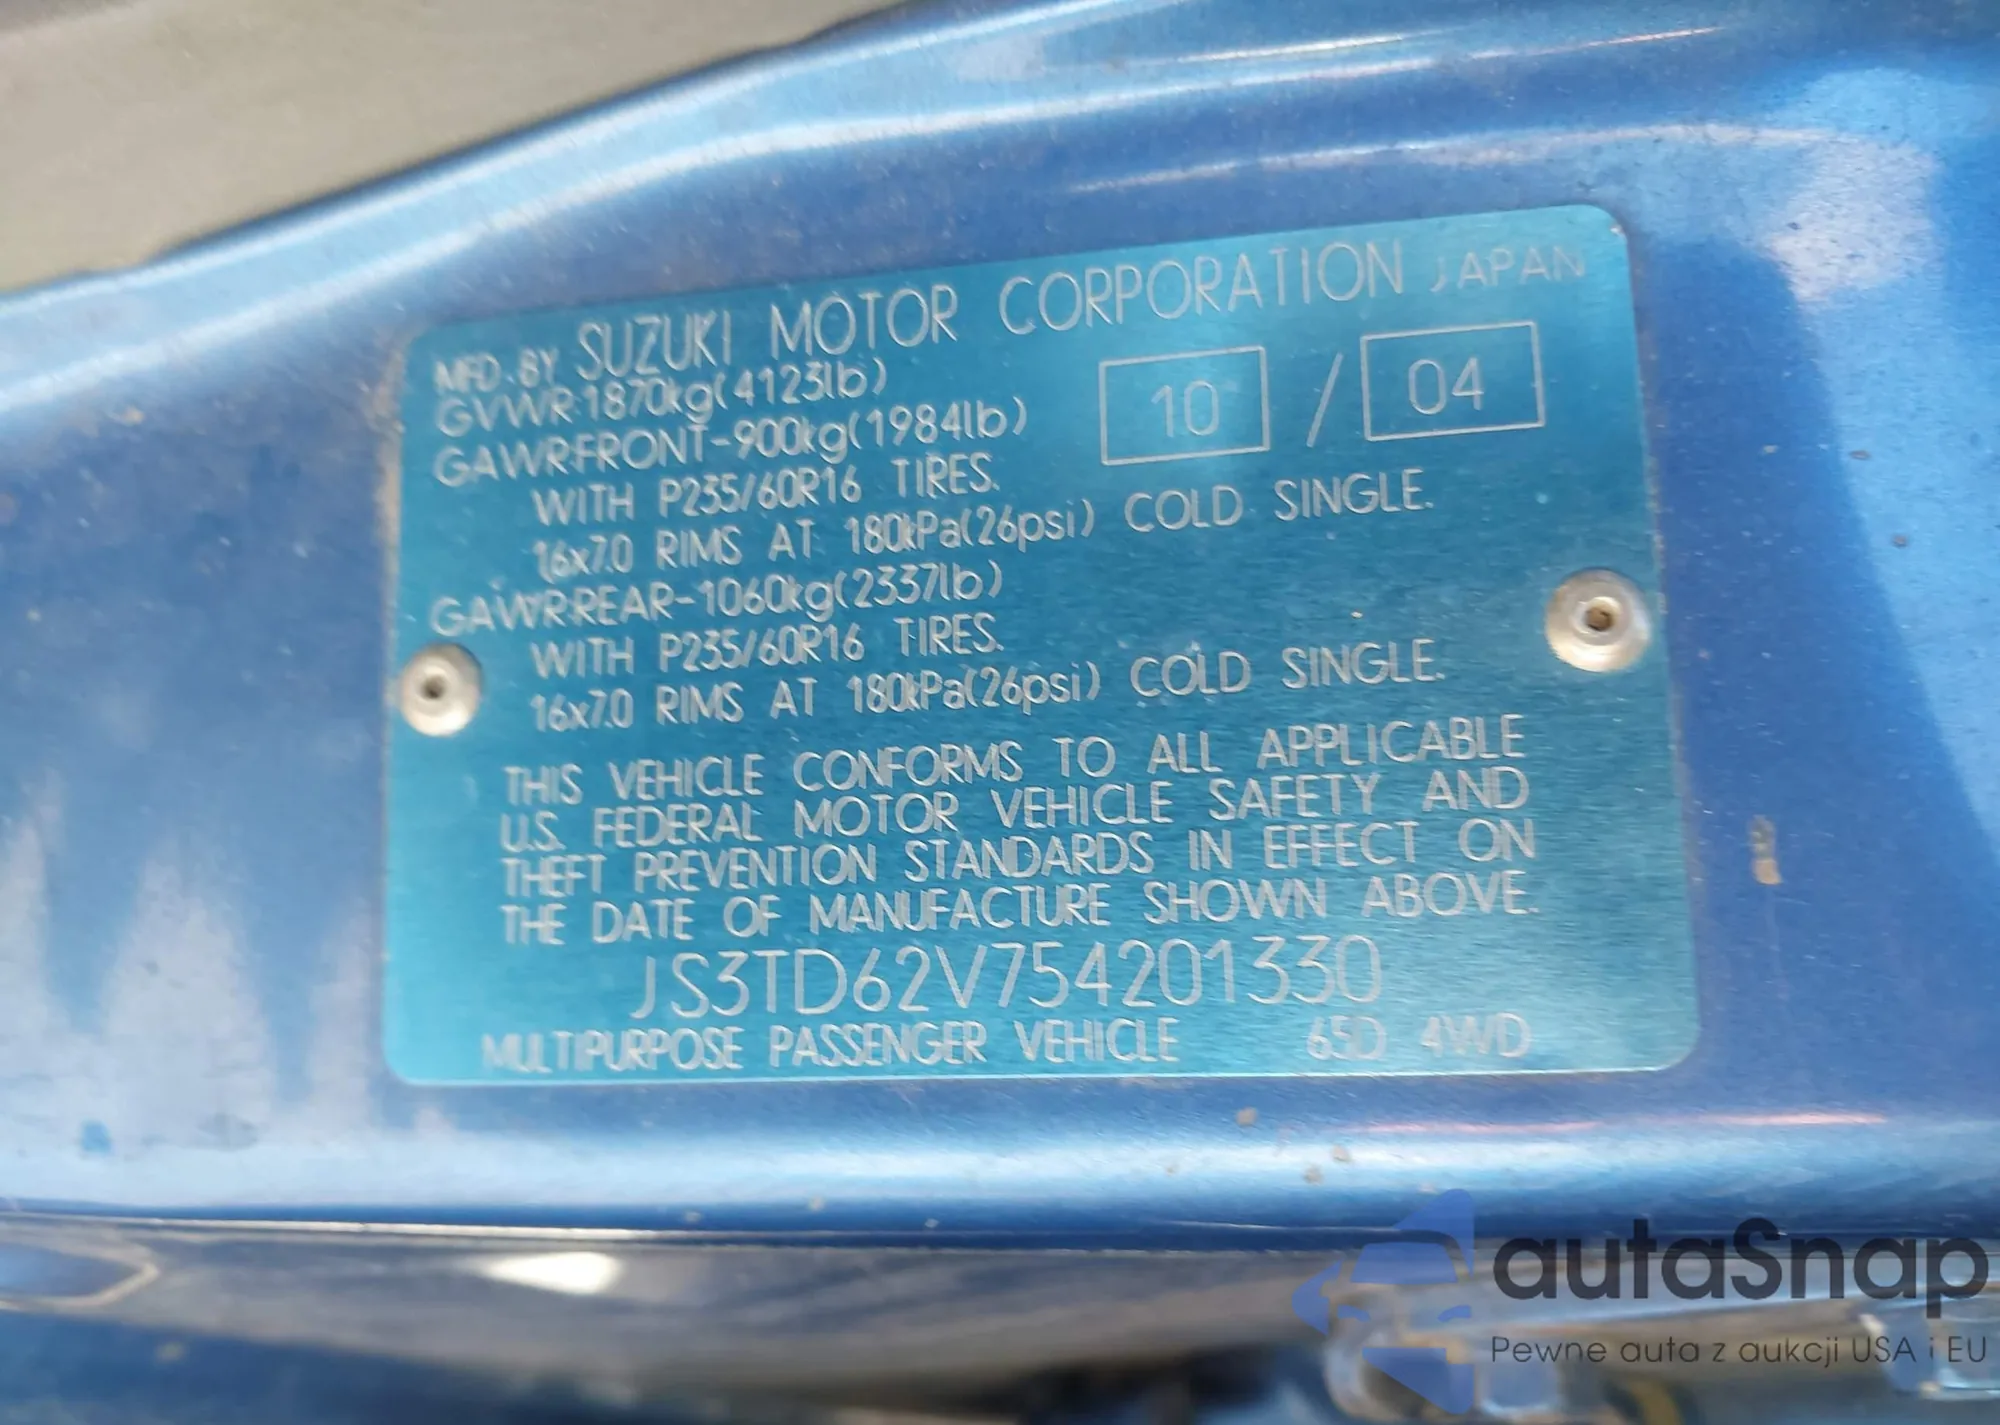 MFD. BY SUZUKI MOTOR CORPORATION JAPAN
GVWR:1870kg(4123lb)
10 / 04
GAWR:FRONT-900kg(1984lb)
WITH P235/60R16 TIRES.
16x7.0 RIMS AT 180kPa(26psi) COLD SINGLE.
GAWR:REAR-1060kg(2337lb)
WITH P235/60R16 TIRES.
16x7.0 RIMS AT 180kPa(26psi) COLD SINGLE.
THIS VEHICLE CONFORMS TO ALL APPLICABLE
U.S. FEDERAL MOTOR VEHICLE SAFETY AND
THEFT PREVENTION STANDARDS IN EFFECT ON
THE DATE OF MANUFACTURE SHOWN ABOVE.
JS3TD62V754201330
MULTIPURPOSE PASSENGER VEHICLE 65D 4WD
autaSnap
Pewne auta z aukcji USA i EU